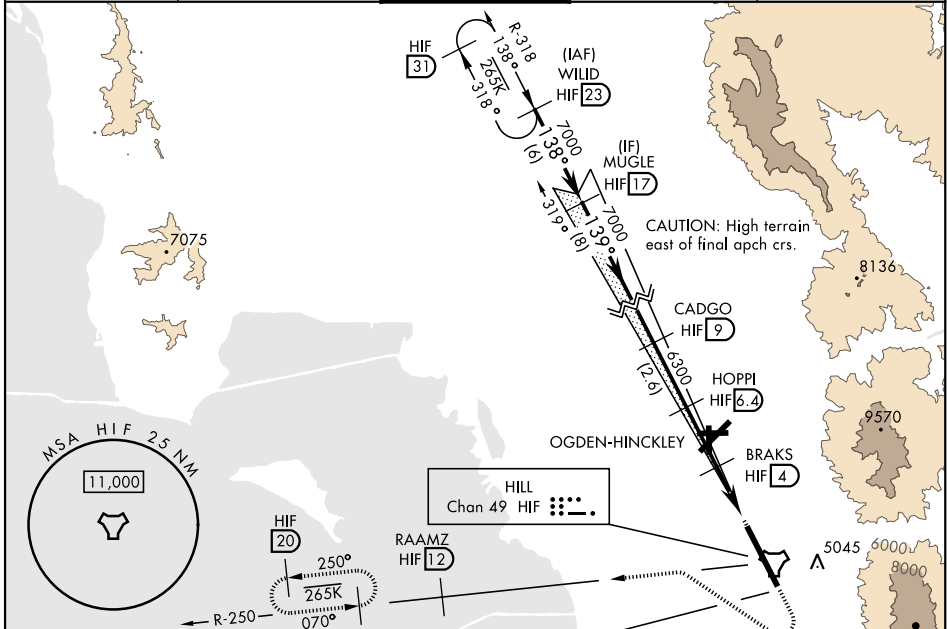 HIF
31
R-318
138°
265K
318°
(IAF)
WILID
HIF 23
7000
138°
(6)
(IF)
MUGLE
HIF 17
319°
(8)
139°
7000
CAUTION: High terrain
east of final apch crs.
7075
8136
CADGO
HIF 9
6300
(2.6)
HOPPI
HIF 6.4
OGDEN-HINCKLEY
BRAKS
HIF 4
9570
MSA HIF 25 NM
11,000
HILL
Chan 49 HIF
HIF
20
RAAMZ
HIF 12
250°
265K
070°
R-250
5045
6000
8000